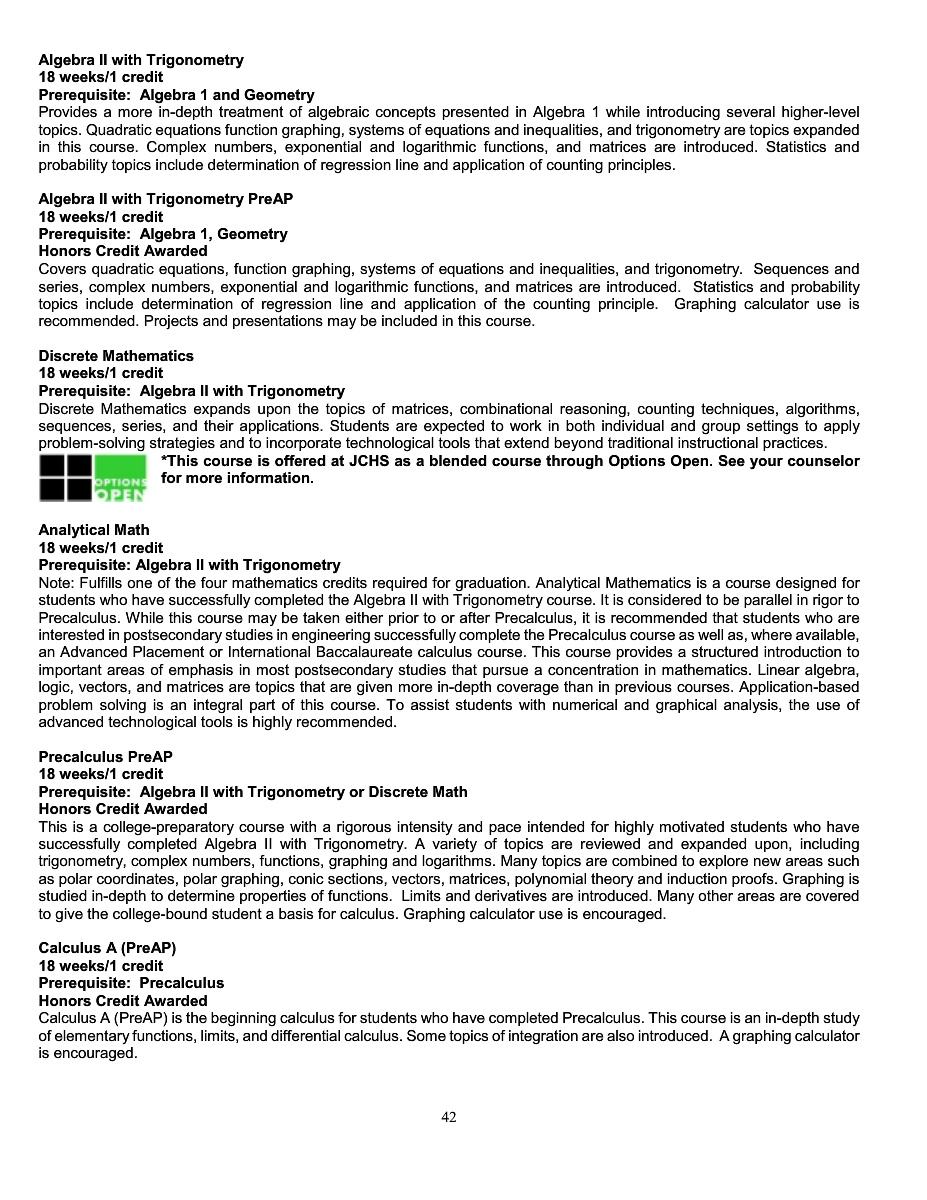 Algebra II with Trigonometry
18 weeks/1 credit
Prerequisite:  Algebra 1 and Geometry
Provides a more in-depth treatment of algebraic concepts presented in Algebra 1 while introducing several higher-level
topics. Quadratic equations function graphing, systems of equations and inequalities, and trigonometry are topics expanded
in this course. Complex numbers, exponential and logarithmic functions, and matrices are introduced. Statistics and
probability topics include determination of regression line and application of counting principles.
Algebra II with Trigonometry PreAP
18 weeks/1 credit
Prerequisite:  Algebra 1, Geometry
Honors Credit Awarded
Covers quadratic equations, function graphing, systems of equations and inequalities, and trigonometry.  Sequences and
series, complex numbers, exponential and logarithmic functions, and matrices are introduced.  Statistics and probability
topics include determination of regression line and application of the counting principle.  Graphing calculator use is
recommended. Projects and presentations may be included in this course.
Discrete Mathematics
18 weeks/1 credit
Prerequisite:  Algebra II with Trigonometry
Discrete Mathematics expands upon the topics of matrices, combinational reasoning, counting techniques, algorithms,
sequences, series, and their applications. Students are expected to work in both individual and group settings to apply
problem-solving strategies and to incorporate technological tools that extend beyond traditional instructional practices.
*This course is offered at JCHS as a blended course through Options Open. See your counselor
for more information.
OPTIONS
OPEN
Analytical Math
18 weeks/1 credit
Prerequisite: Algebra II with Trigonometry
Note: Fulfills one of the four mathematics credits required for graduation. Analytical Mathematics is a course designed for
students who have successfully completed the Algebra II with Trigonometry course. It is considered to be parallel in rigor to
Precalculus. While this course may be taken either prior to or after Precalculus, it is recommended that students who are
interested in postsecondary studies in engineering successfully complete the Precalculus course as well as, where available,
an Advanced Placement or International Baccalaureate calculus course. This course provides a structured introduction to
important areas of emphasis in most postsecondary studies that pursue a concentration in mathematics. Linear algebra,
logic, vectors, and matrices are topics that are given more in-depth coverage than in previous courses. Application-based
problem solving is an integral part of this course. To assist students with numerical and graphical analysis, the use of
advanced technological tools is highly recommended.
Precalculus PreAP
18 weeks/1 credit
Prerequisite:  Algebra II with Trigonometry or Discrete Math
Honors Credit Awarded
This is a college-preparatory course with a rigorous intensity and pace intended for highly motivated students who have
successfully completed Algebra II with Trigonometry. A variety of topics are reviewed and expanded upon, including
trigonometry, complex numbers, functions, graphing and logarithms. Many topics are combined to explore new areas such
as polar coordinates, polar graphing, conic sections, vectors, matrices, polynomial theory and induction proofs. Graphing is
studied in-depth to determine properties of functions.  Limits and derivatives are introduced. Many other areas are covered
to give the college-bound student a basis for calculus. Graphing calculator use is encouraged.
Calculus A (PreAP)
18 weeks/1 credit
Prerequisite:  Precalculus
Honors Credit Awarded
Calculus A (PreAP) is the beginning calculus for students who have completed Precalculus. This course is an in-depth study
of elementary functions, limits, and differential calculus. Some topics of integration are also introduced.  A graphing calculator
is encouraged.
42